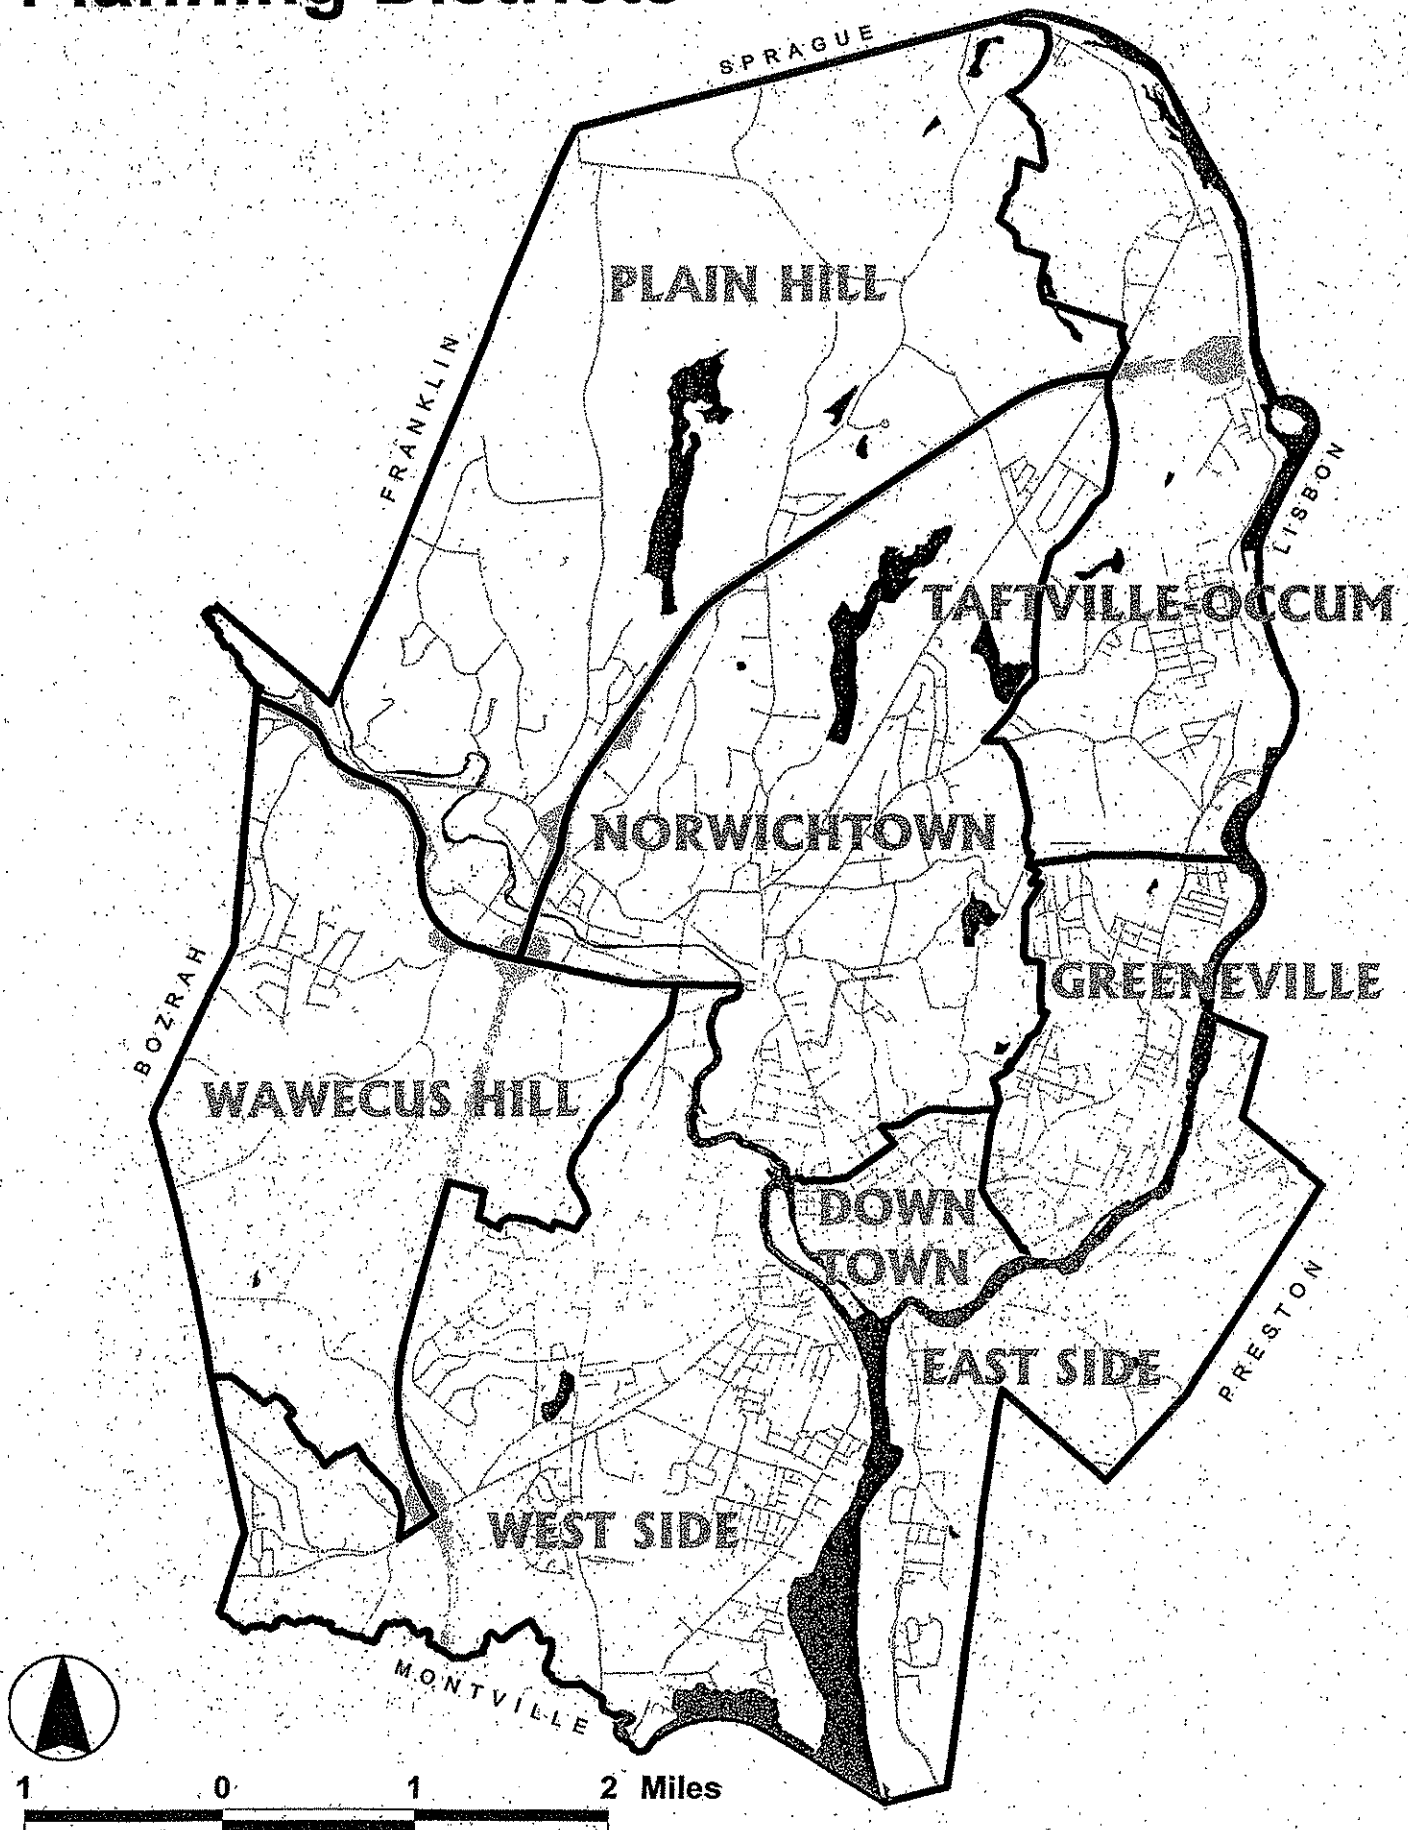 Planning Districts
SPRAGUE
PLAIN HILL
FRANKLIN
LISBON
TAFTVILLE-OCCUM
NORWICHTOWN
BOZRAH
GREENEVILLE
WAWECUS HILL
DOWN
TOWN
PRESTON
EAST SIDE
WEST SIDE
MONTVILLE
1 0 1 2 Miles